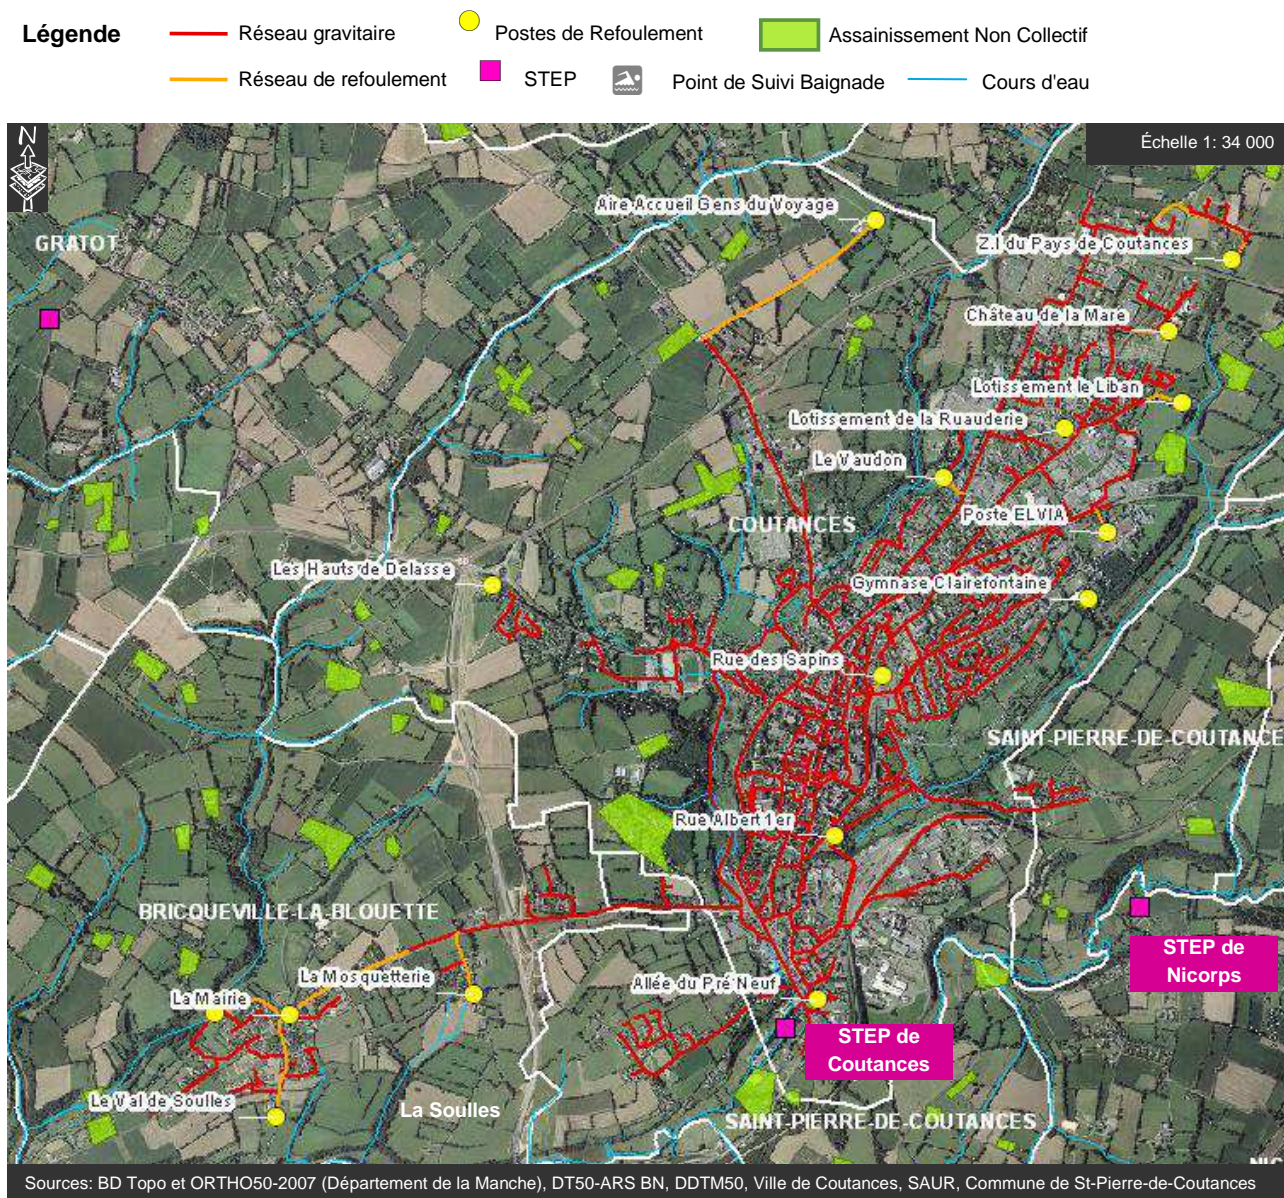 Légende
Réseau gravitaire
Postes de Refoulement
Assainissement Non Collectif
Réseau de refoulement
STEP
Point de Suivi Baignade
Cours d'eau
N
Échelle 1: 34 000
Aire Accueil Gens du Voyage
GRATOT
Z.I du Pays de Coutances
Château de la Mare
Lotissement le Liban
Lotissement de la Ruauderie
Le Vaudon
Poste ELVIA
COUTANCES
Les Hauts de Delasse
Gymnase Clairefontaine
Rue des Sapins
SAINT-PIERRE-DE-COUTANCE
Rue Albert 1er
BRICQUEVILLE-LA-BLOUETTE
STEP de
Nicorps
La Mosquetterie
Allée du Pré Neuf
La Mairie
STEP de
Coutances
Le Val de Soulles
La Soulles
SAINT-PIERRE-DE-COUTANCES
NIC
Sources: BD Topo et ORTHO50-2007 (Département de la Manche), DT50-ARS BN, DDTM50, Ville de Coutances, SAUR, Commune de St-Pierre-de-Coutances